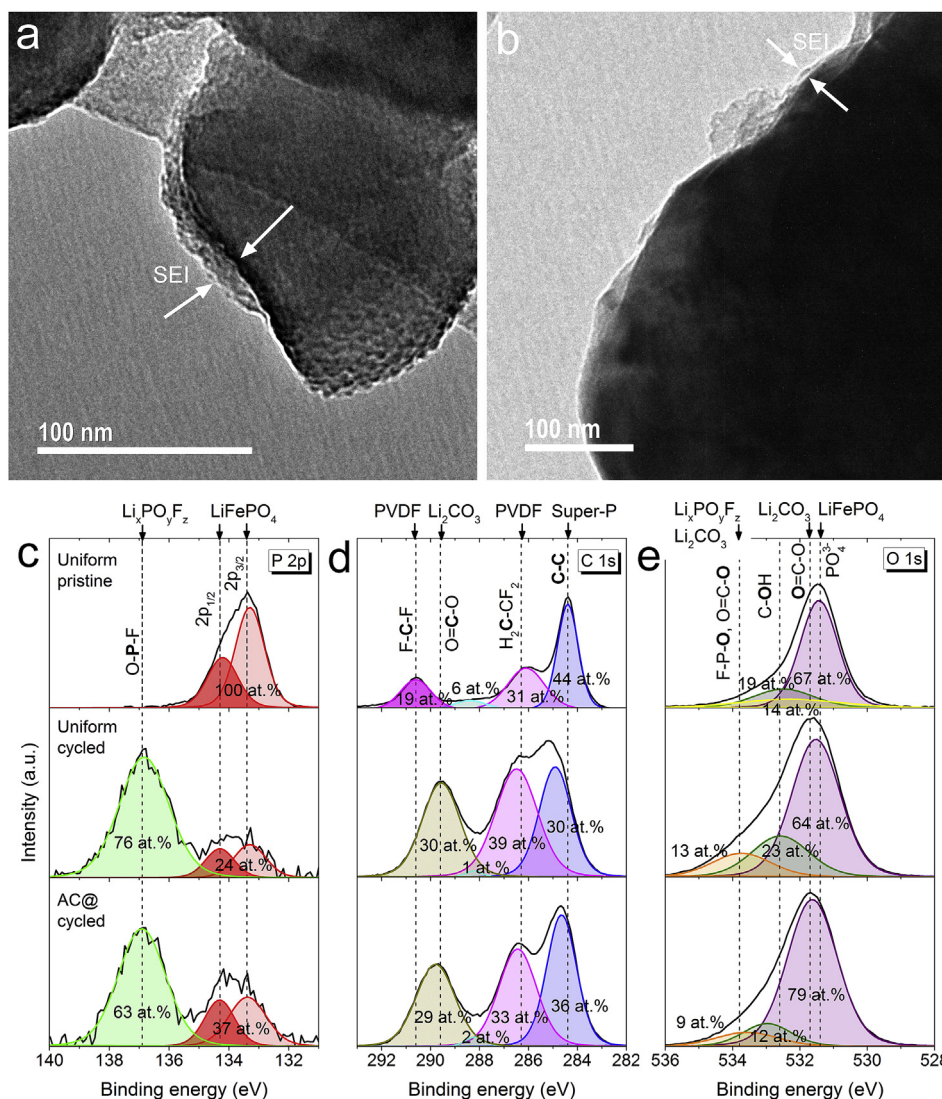 a
SEI
100 nm
b
SEI
100 nm
c
LiₓPOᵧF_z
LiFePO₄
P 2p
Uniform
pristine
O-P-F
2p₁/₂
2p₃/₂
100 at.%
Uniform
cycled
76 at.%
24 at.%
AC@
cycled
63 at.%
37 at.%
Intensity (a.u.)
140 138 136 134 132
Binding energy (eV)
d
PVDF
Li₂CO₃
PVDF
Super-P
C 1s
F-C-F
O=C-O
H₂C-CF₂
C-C
19 at.%
6 at.%
31 at.%
44 at.%
30 at.%
1 at.%
39 at.%
30 at.%
29 at.%
2 at.%
33 at.%
36 at.%
292 290 288 286 284 282
Binding energy (eV)
e
LiₓPOᵧF_z
Li₂CO₃
Li₂CO₃
LiFePO₄
O 1s
F-P-O, O=C-O
C-OH
O=C-O
PO₄³⁻
19 at.%
67 at.%
14 at.%
13 at.%
23 at.%
64 at.%
9 at.%
12 at.%
79 at.%
536 534 532 530 528
Binding energy (eV)